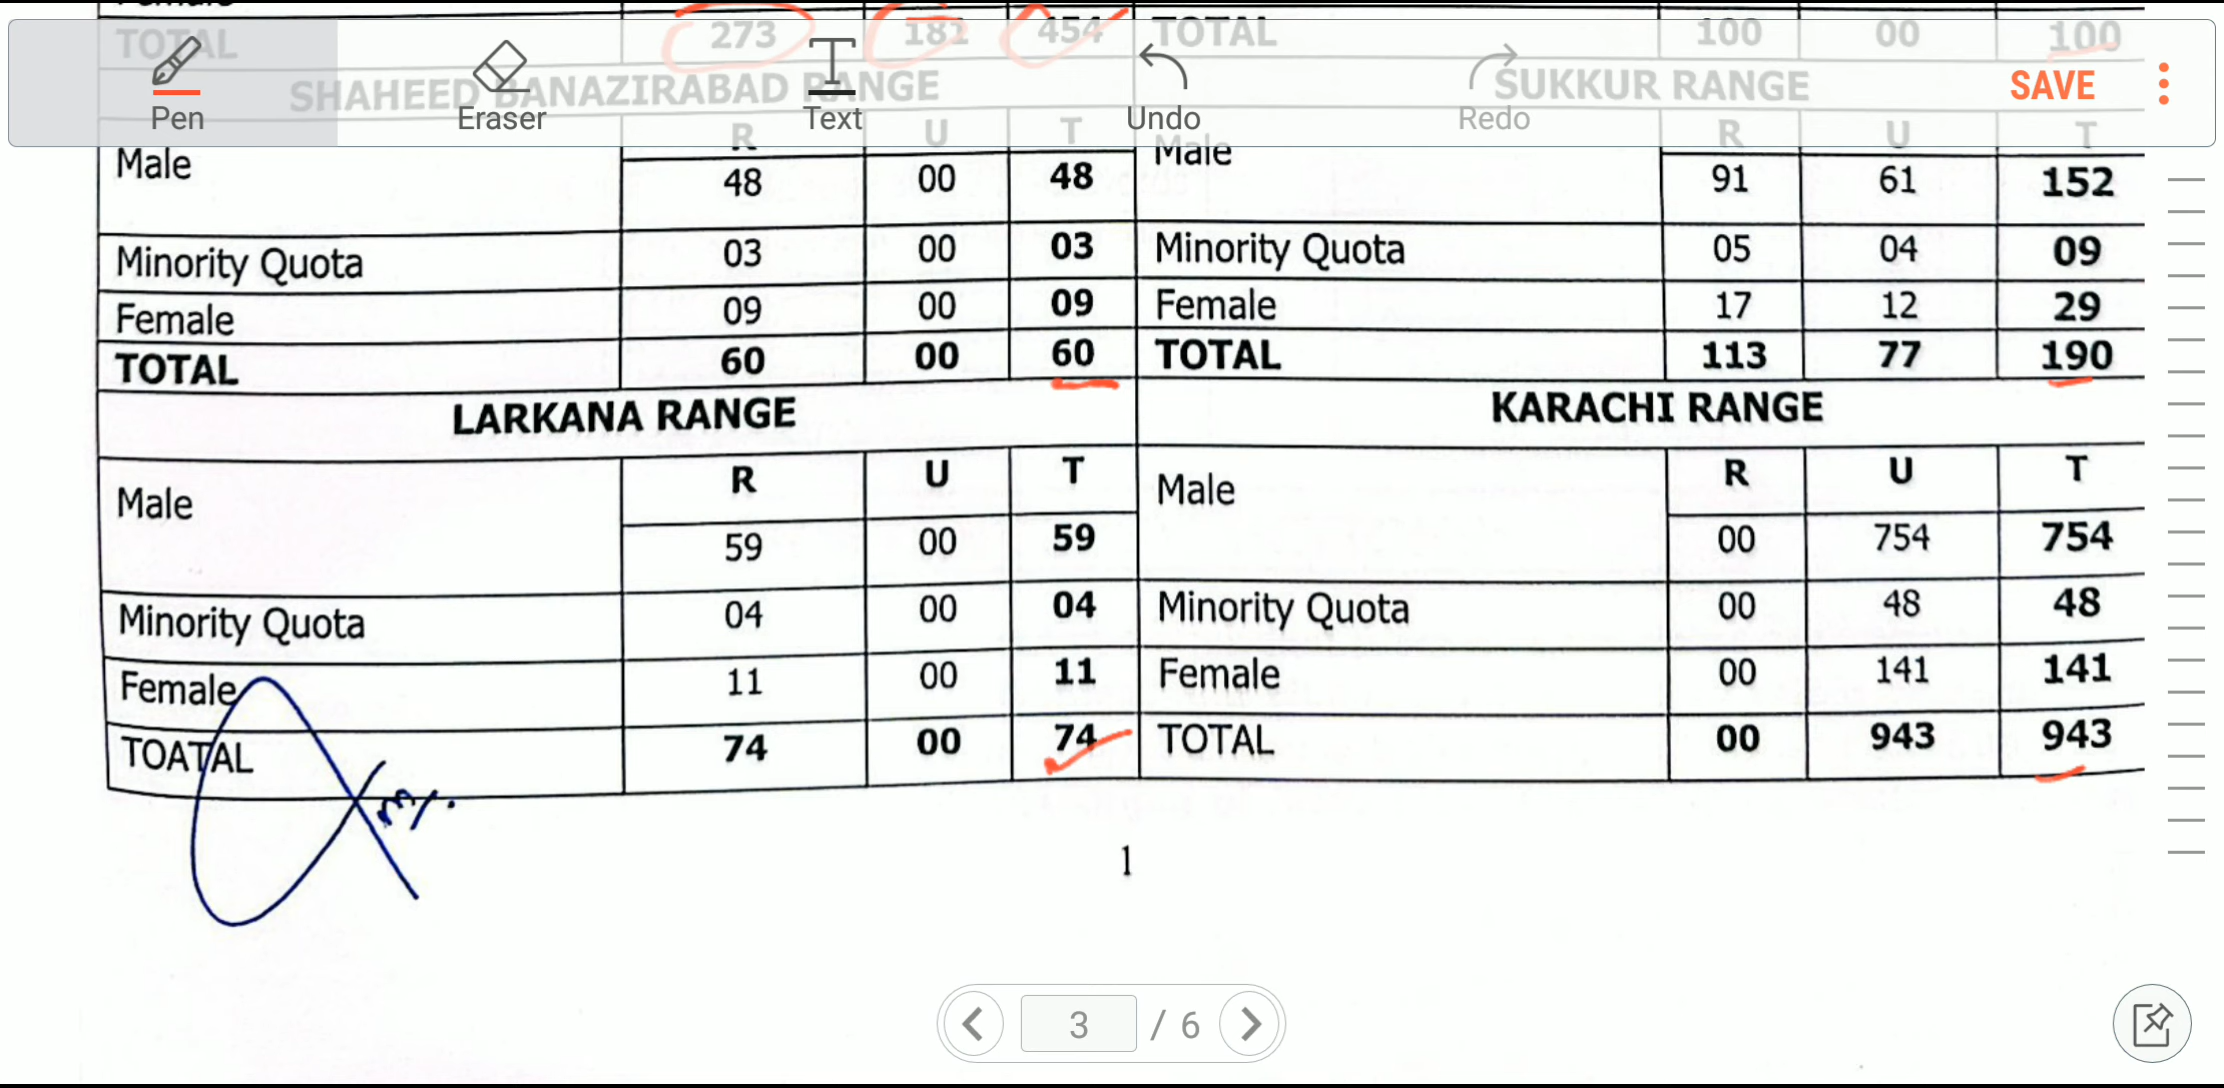 TOTAL 273 181 454 TOTAL 100 00 100
SHAHEED BANAZIRABAD RANGE SUKKUR RANGE SAVE
Pen Eraser Text Undo Redo
R U T R U T
Male 48 00 48 Male 91 61 152
Minority Quota 03 00 03 Minority Quota 05 04 09
Female 09 00 09 Female 17 12 29
TOTAL 60 00 60 TOTAL 113 77 190
LARKANA RANGE KARACHI RANGE
Male R U T Male R U T
59 00 59 00 754 754
Minority Quota 04 00 04 Minority Quota 00 48 48
Female 11 00 11 Female 00 141 141
TOATAL 74 00 74 TOTAL 00 943 943
1
3 / 6